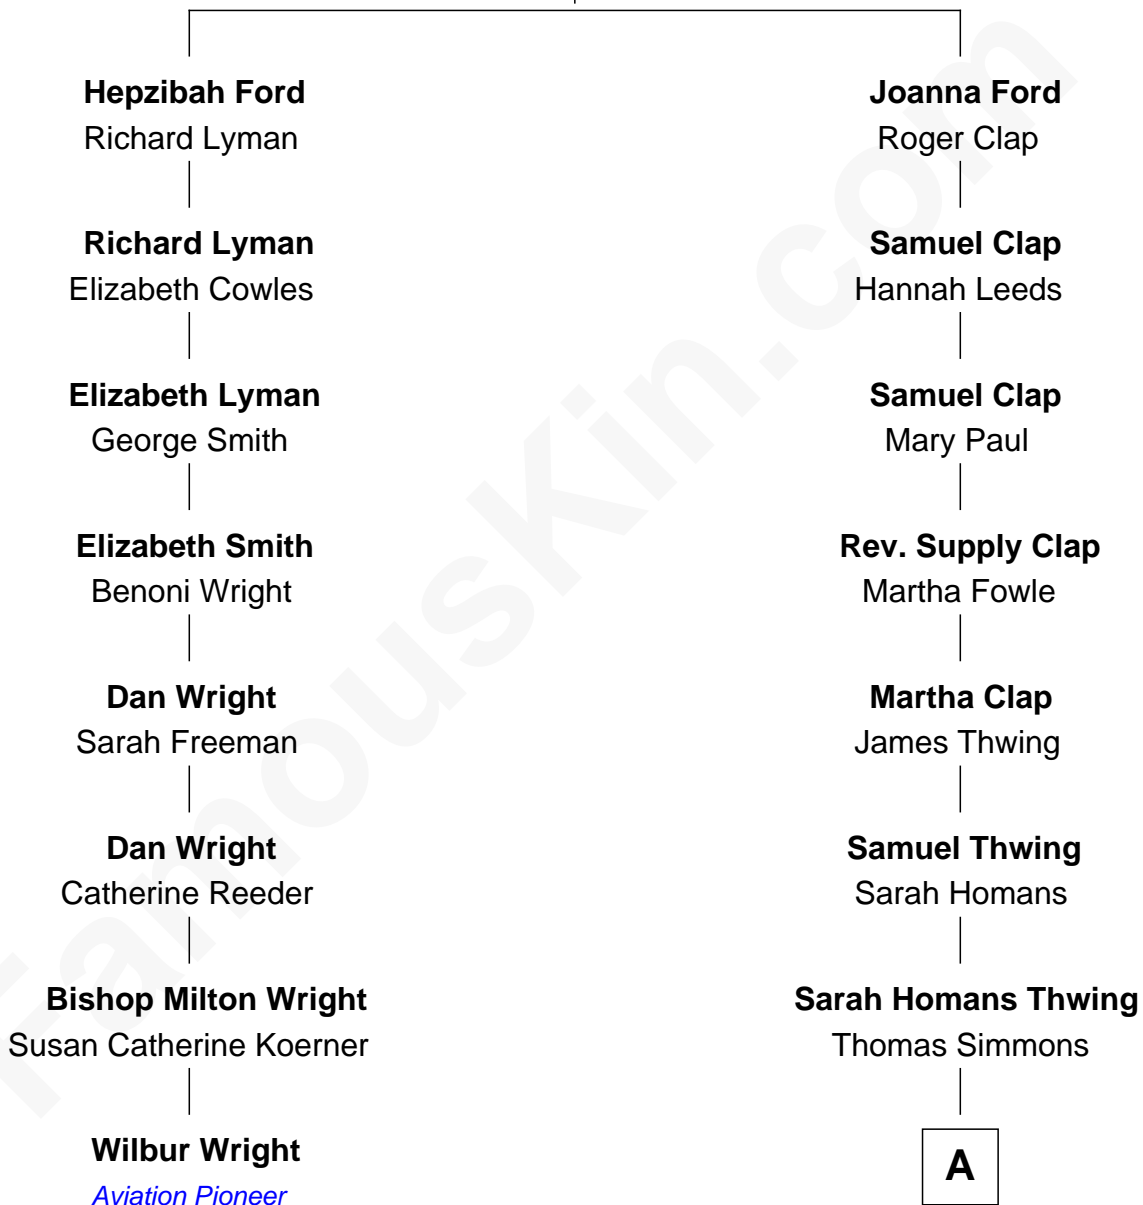 Hepzibah Ford
Richard Lyman
Richard Lyman
Elizabeth Cowles
Elizabeth Lyman
George Smith
Elizabeth Smith
Benoni Wright
Dan Wright
Sarah Freeman
Dan Wright
Catherine Reeder
Bishop Milton Wright
Susan Catherine Koerner
Wilbur Wright
Aviation Pioneer
Joanna Ford
Roger Clap
Samuel Clap
Hannah Leeds
Samuel Clap
Mary Paul
Rev. Supply Clap
Martha Fowle
Martha Clap
James Thwing
Samuel Thwing
Sarah Homans
Sarah Homans Thwing
Thomas Simmons
A
FamousKin.com